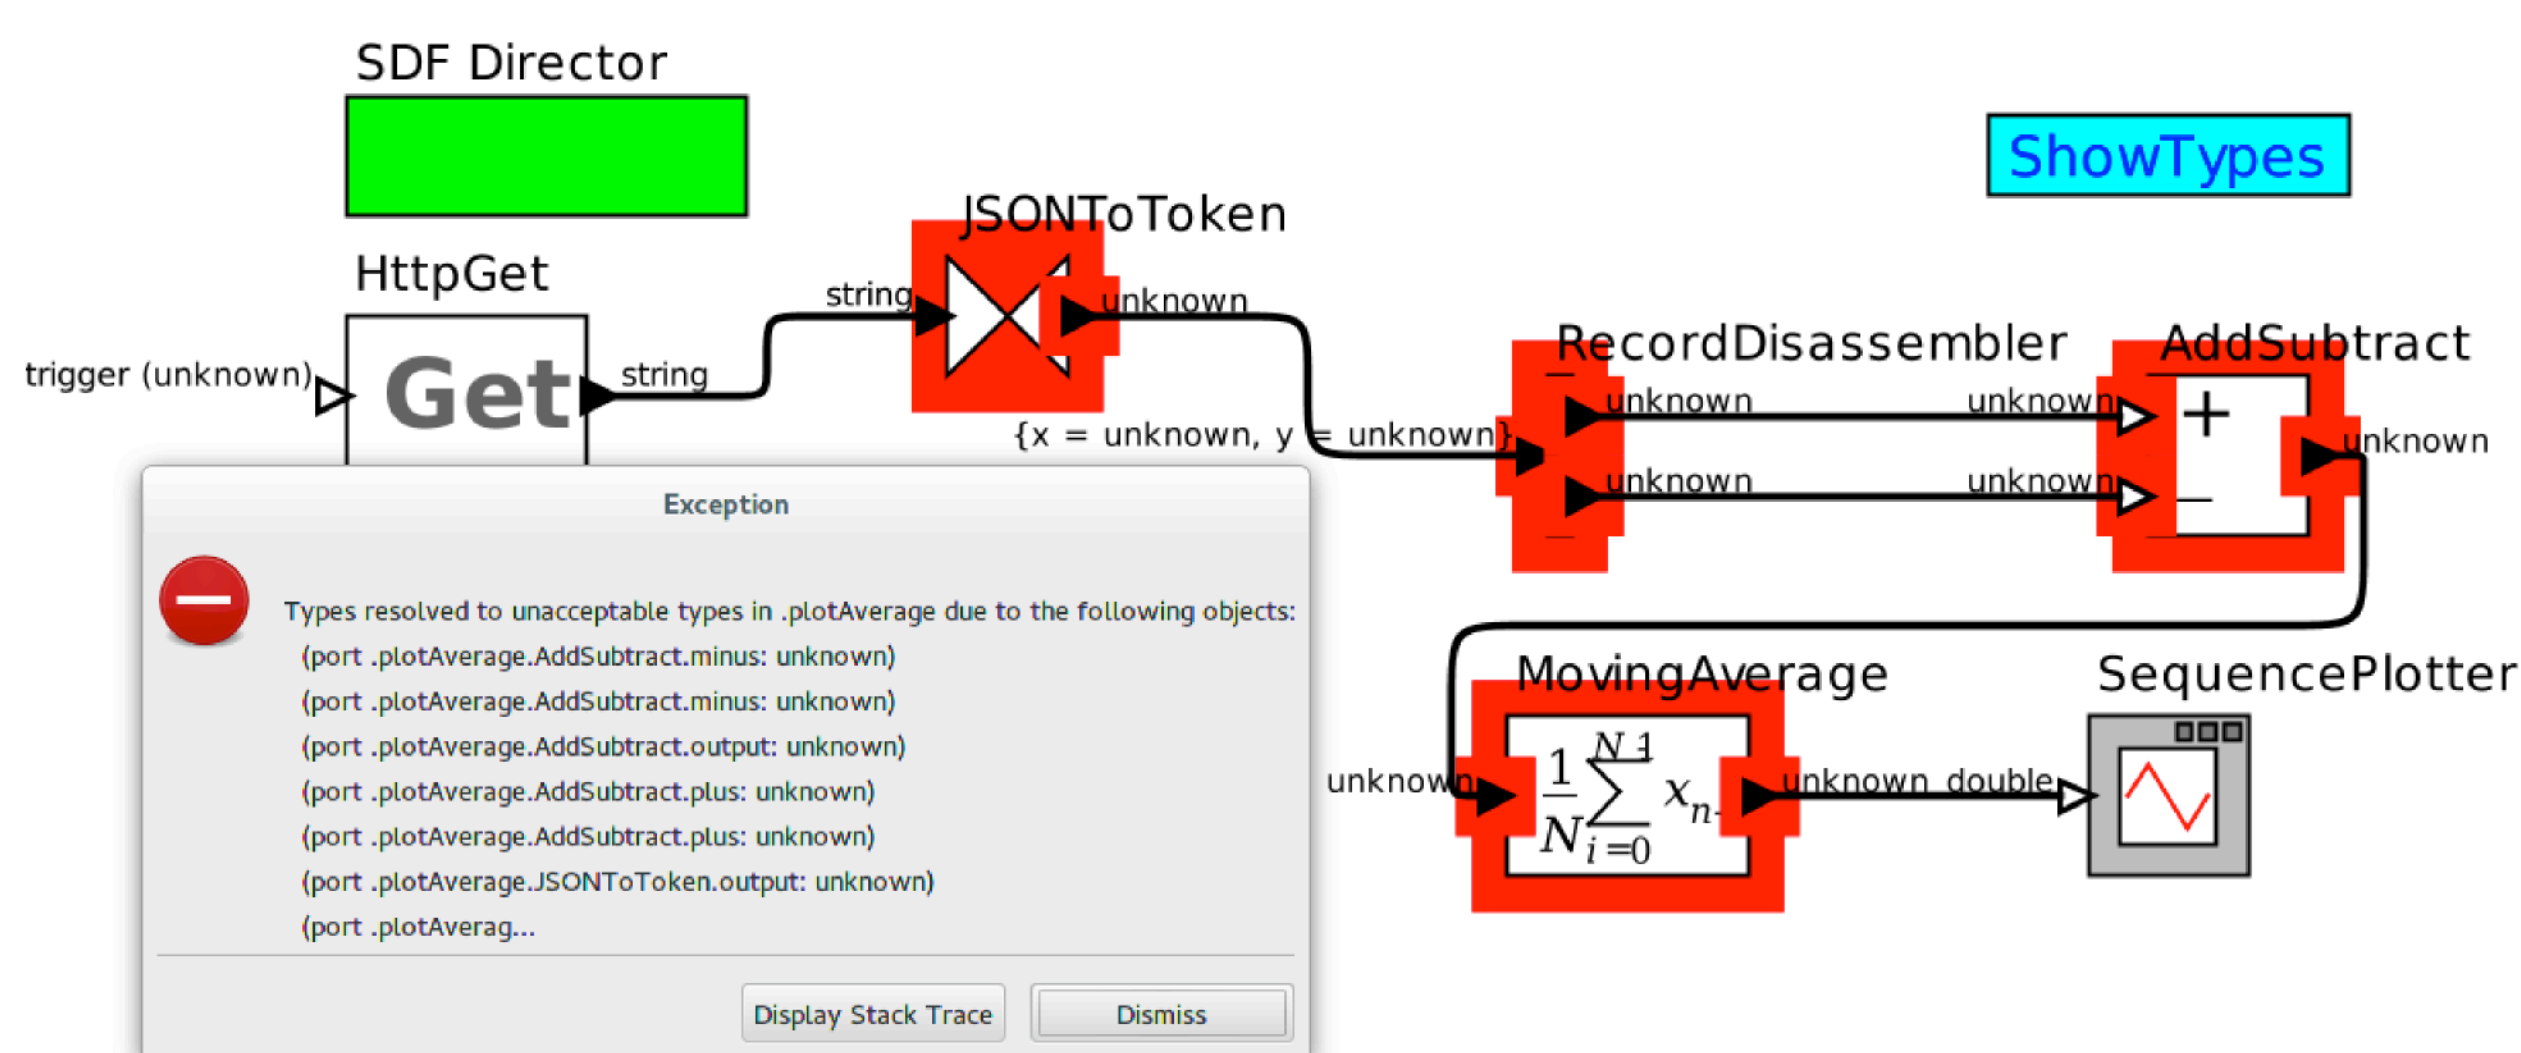 SDF Director
ShowTypes
JSONToToken
HttpGet
string
unknown
trigger (unknown)
Get
string
{x = unknown, y = unknown}
RecordDisassembler
AddSubtract
unknown
unknown
+
unknown
unknown
unknown
−
Exception
Types resolved to unacceptable types in .plotAverage due to the following objects:
(port .plotAverage.AddSubtract.minus: unknown)
(port .plotAverage.AddSubtract.minus: unknown)
(port .plotAverage.AddSubtract.output: unknown)
(port .plotAverage.AddSubtract.plus: unknown)
(port .plotAverage.AddSubtract.plus: unknown)
(port .plotAverage.JSONToToken.output: unknown)
(port .plotAverag...
Display Stack Trace
Dismiss
MovingAverage
SequencePlotter
unknown
1
N
N 1
∑
i =0
x
n-
unknown
double